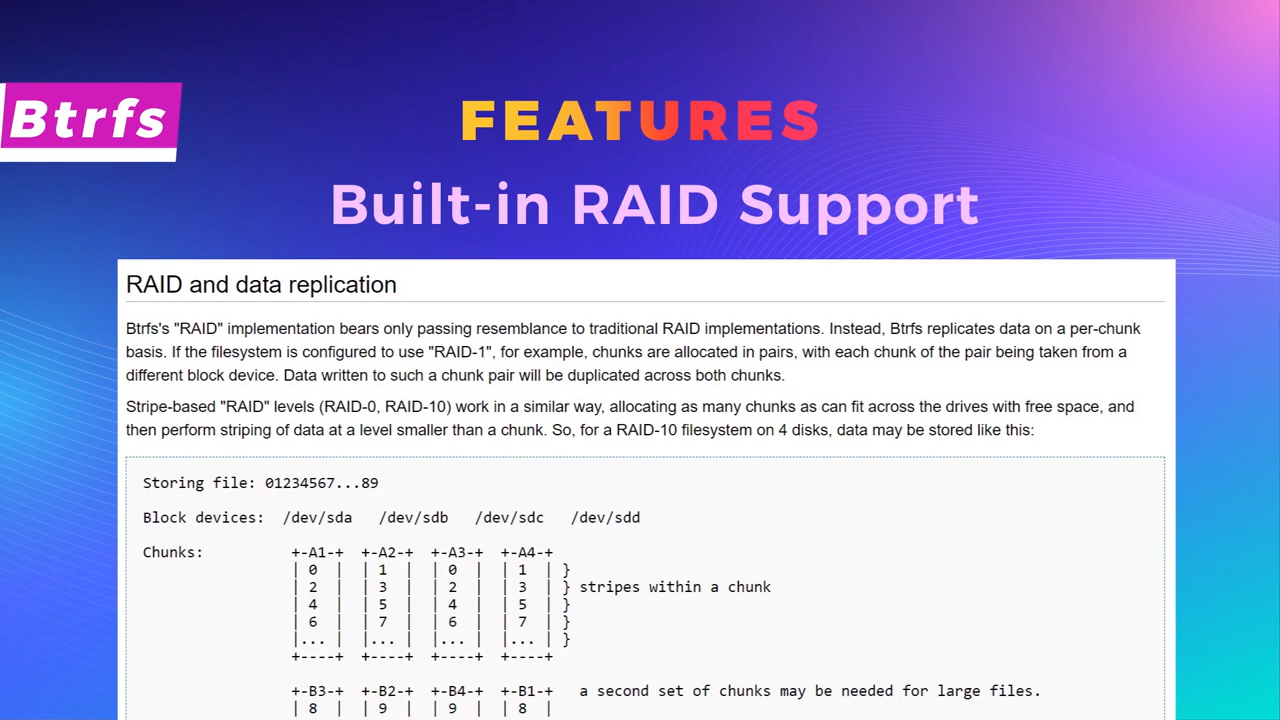 Btrfs
FEATURES
Built-in RAID Support
RAID and data replication
Btrfs's "RAID" implementation bears only passing resemblance to traditional RAID implementations. Instead, Btrfs replicates data on a per-chunk
basis. If the filesystem is configured to use "RAID-1", for example, chunks are allocated in pairs, with each chunk of the pair being taken from a
different block device. Data written to such a chunk pair will be duplicated across both chunks.
Stripe-based "RAID" levels (RAID-0, RAID-10) work in a similar way, allocating as many chunks as can fit across the drives with free space, and
then perform striping of data at a level smaller than a chunk. So, for a RAID-10 filesystem on 4 disks, data may be stored like this:
Storing file: 01234567...89
Block devices:  /dev/sda   /dev/sdb   /dev/sdc   /dev/sdd
Chunks:          +-A1-+  +-A2-+  +-A3-+  +-A4-+
                 | 0  |  | 1  |  | 0  |  | 1  | }
                 | 2  |  | 3  |  | 2  |  | 3  | } stripes within a chunk
                 | 4  |  | 5  |  | 4  |  | 5  | }
                 | 6  |  | 7  |  | 6  |  | 7  | }
                 |... |  |... |  |... |  |... | }
                 +----+  +----+  +----+  +----+
                 +-B3-+  +-B2-+  +-B4-+  +-B1-+   a second set of chunks may be needed for large files.
                 | 8  |  | 9  |  | 9  |  | 8  |